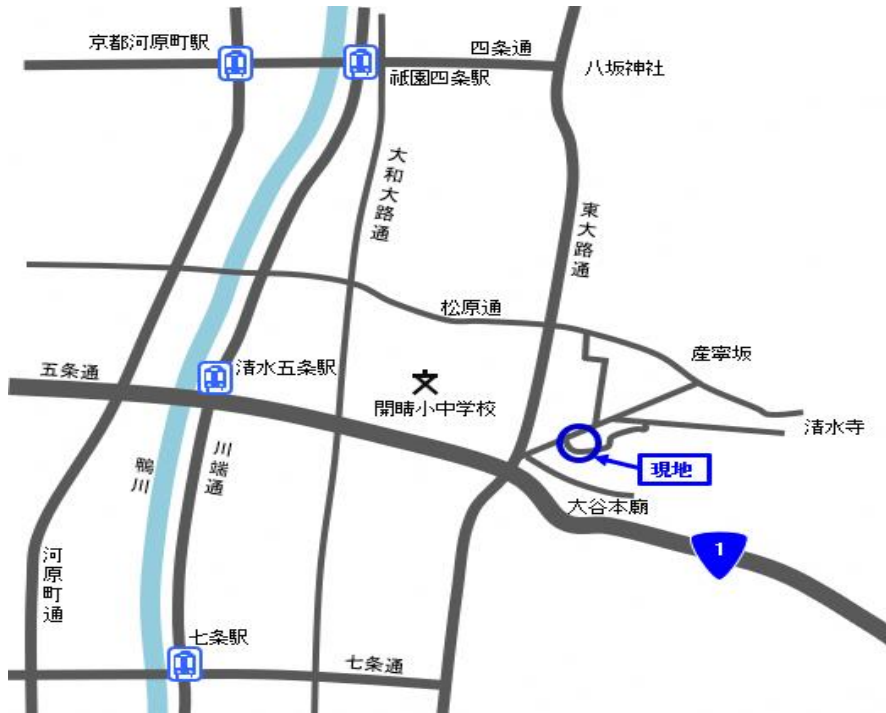 京都河原町駅
四条通
八坂神社
祇園四条駅
大和大路通
東大路通
松原通
産寧坂
五条通
清水五条駅
開晴小中学校
清水寺
鴨川
川端通
現地
大谷本廟
1
河原町通
七条駅
七条通